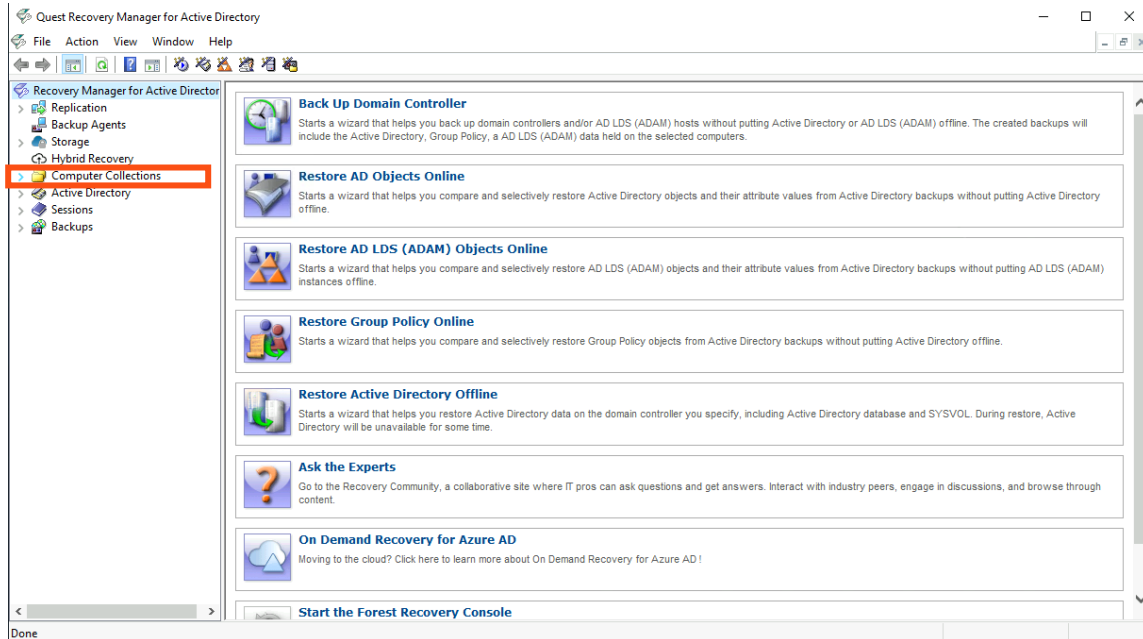 Quest Recovery Manager for Active Directory
File Action View Window Help
Recovery Manager for Active Director
Replication
Backup Agents
Storage
Hybrid Recovery
Computer Collections
Active Directory
Sessions
Backups
Back Up Domain Controller
Starts a wizard that helps you back up domain controllers and/or AD LDS (ADAM) hosts without putting Active Directory or AD LDS (ADAM) offline. The created backups will
include the Active Directory, Group Policy, a AD LDS (ADAM) data held on the selected computers.
Restore AD Objects Online
Starts a wizard that helps you compare and selectively restore Active Directory objects and their attribute values from Active Directory backups without putting Active Directory
offline.
Restore AD LDS (ADAM) Objects Online
Starts a wizard that helps you compare and selectively restore AD LDS (ADAM) objects and their attribute values from Active Directory backups without putting AD LDS (ADAM)
instances offline.
Restore Group Policy Online
Starts a wizard that helps you compare and selectively restore Group Policy objects from Active Directory backups without putting Active Directory offline.
Restore Active Directory Offline
Starts a wizard that helps you restore Active Directory data on the domain controller you specify, including Active Directory database and SYSVOL. During restore, Active
Directory will be unavailable for some time.
Ask the Experts
Go to the Recovery Community, a collaborative site where IT pros can ask questions and get answers. Interact with industry peers, engage in discussions, and browse through
content.
On Demand Recovery for Azure AD
Moving to the cloud? Click here to learn more about On Demand Recovery for Azure AD !
Start the Forest Recovery Console
Done